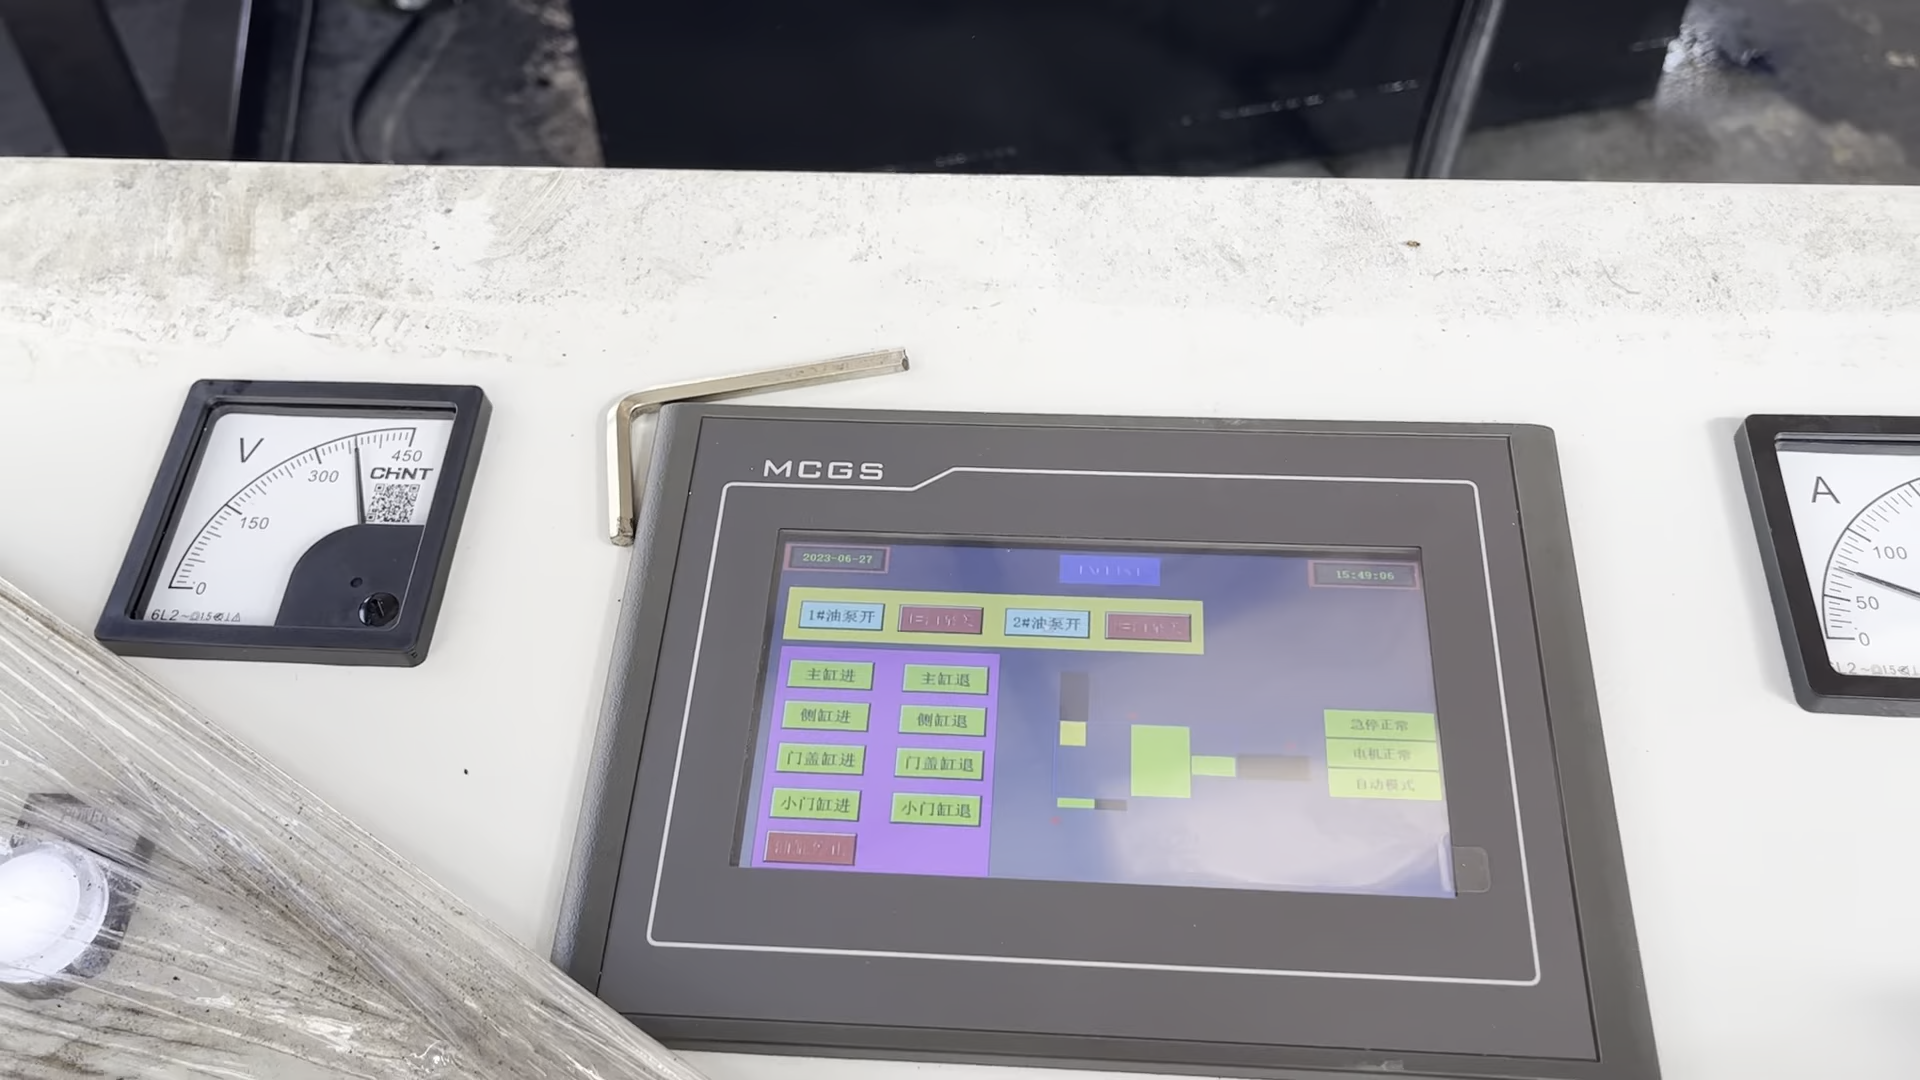 V
450
CHNT
300
150
0
6L2
MCGS
2023-06-27
15:49:06
1#油泵开
2#油泵开
主缸进
主缸退
侧缸进
侧缸退
门盖缸进
门盖缸退
小门缸进
小门缸退
急停正常
电机正常
自动模式
A
100
50
0
POWER